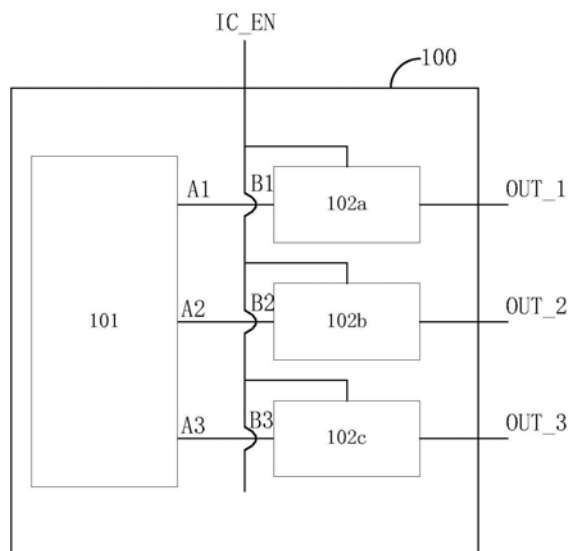 IC_EN
100
A1
B1
102a
OUT_1
101
A2
B2
102b
OUT_2
A3
B3
102c
OUT_3